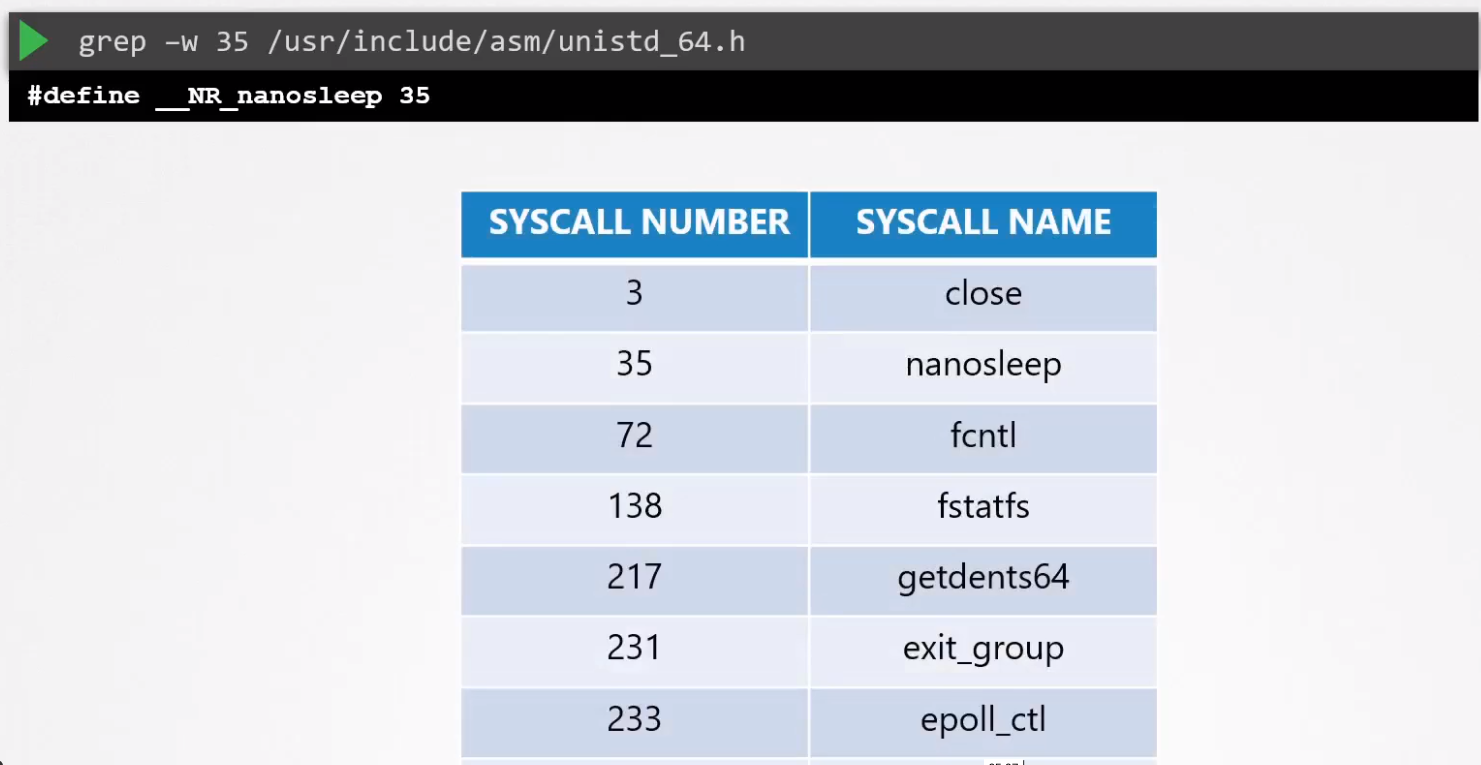 grep –w 35 /usr/include/asm/unistd_64.h
#define __NR_nanosleep 35
SYSCALL NUMBER SYSCALL NAME
3 close
35 nanosleep
72 fcntl
138 fstatfs
217 getdents64
231 exit_group
233 epoll_ctl